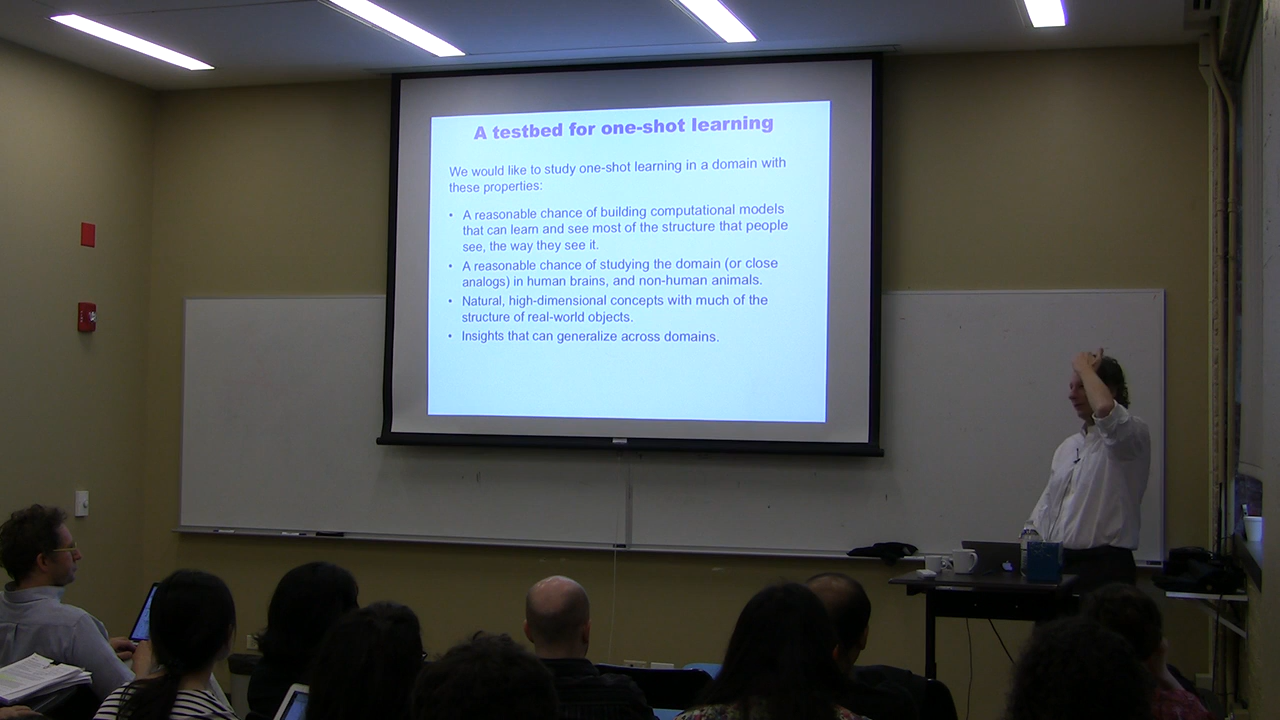 A testbed for one-shot learning
We would like to study one-shot learning in a domain with
these properties:
• A reasonable chance of building computational models
that can learn and see most of the structure that people
see, the way they see it.
• A reasonable chance of studying the domain (or close
analogs) in human brains, and non-human animals.
• Natural, high-dimensional concepts with much of the
structure of real-world objects.
• Insights that can generalize across domains.